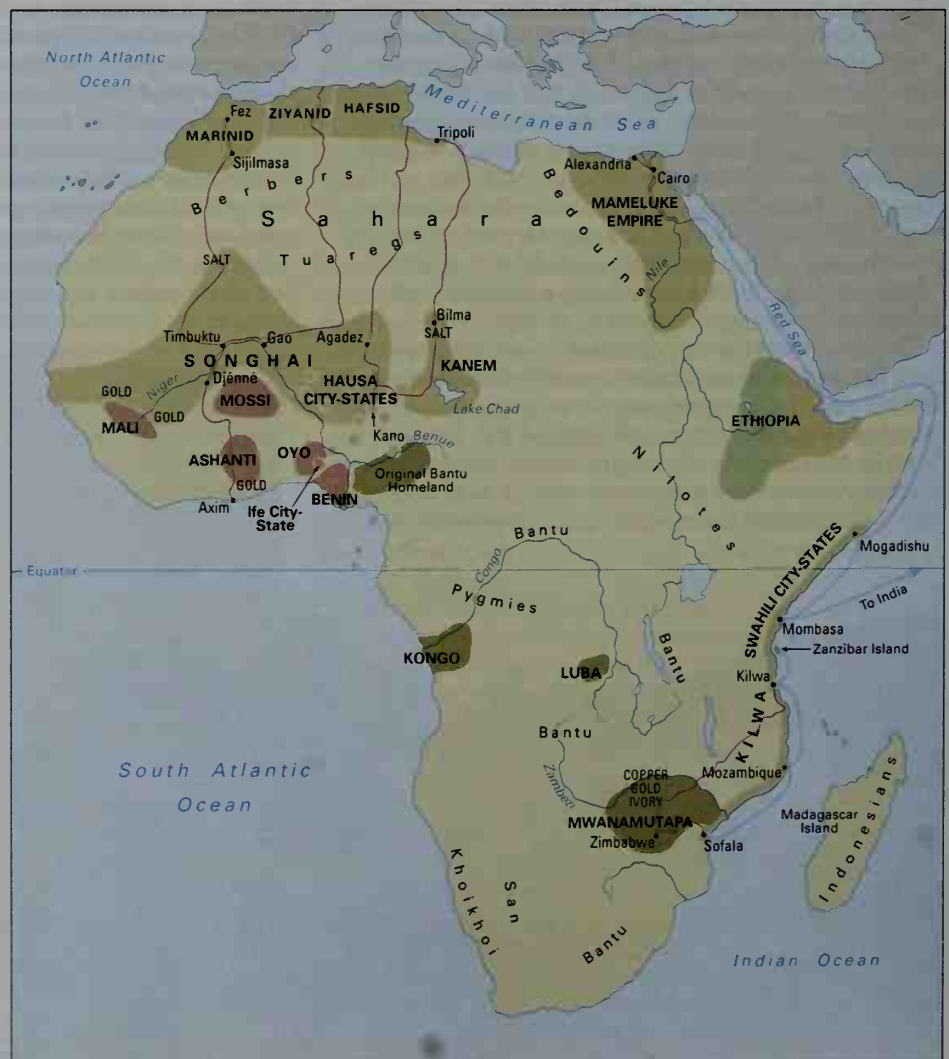 North Atlantic
Ocean
Mediterranean Sea
Fez
ZIYANID
HAFSID
MARINID
Tripoli
Sijilmasa
Alexandria
Cairo
Berbers
MAMELUKE
EMPIRE
Sahara
Bedouins
Tuaregs
Nile
SALT
Red Sea
Bilma
SALT
Timbuktu
Gao
Agadez
SONGHAI
KANEM
Djénné
HAUSA
CITY-STATES
GOLD
Niger
MOSSI
Lake Chad
GOLD
MALI
ETHIOPIA
Kano
Benue
ASHANTI
OYO
Original Bantu
Homeland
GOLD
BENIN
Axim
Ife City-
State
Nilotes
Bantu
Mogadishu
Equator
Congo
SWAHILI CITY-STATES
To India
Pygmies
Mombasa
Zanzibar Island
KONGO
Bantu
LUBA
Kilwa
KILWA
Bantu
South Atlantic
Ocean
Zambezi
COPPER
GOLD
IVORY
Mozambique
MWANAMUTAPA
Madagascar
Island
Zimbabwe
Sofala
Indonesians
Khoikhoi
San
Bantu
Indian Ocean